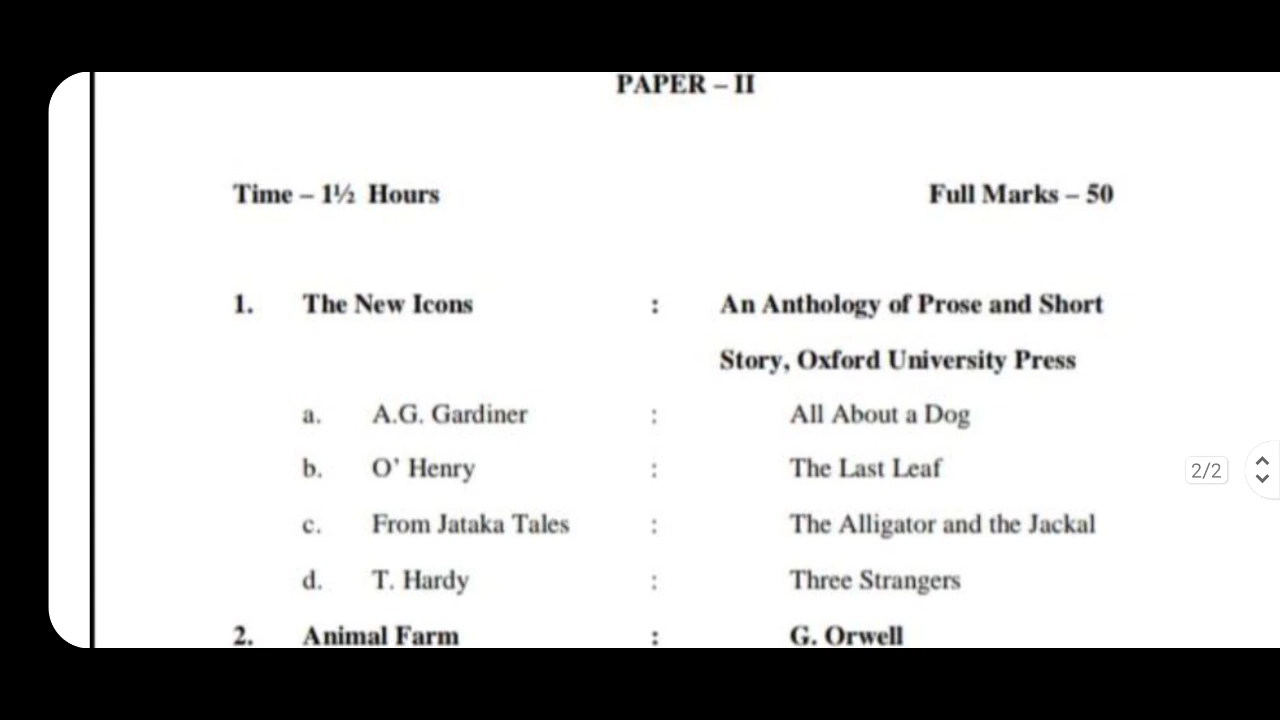 PAPER – II
Time – 1½ Hours Full Marks – 50
1. The New Icons : An Anthology of Prose and Short
Story, Oxford University Press
a. A.G. Gardiner : All About a Dog
b. O' Henry : The Last Leaf
c. From Jataka Tales : The Alligator and the Jackal
2/2
d. T. Hardy : Three Strangers
2. Animal Farm : G. Orwell